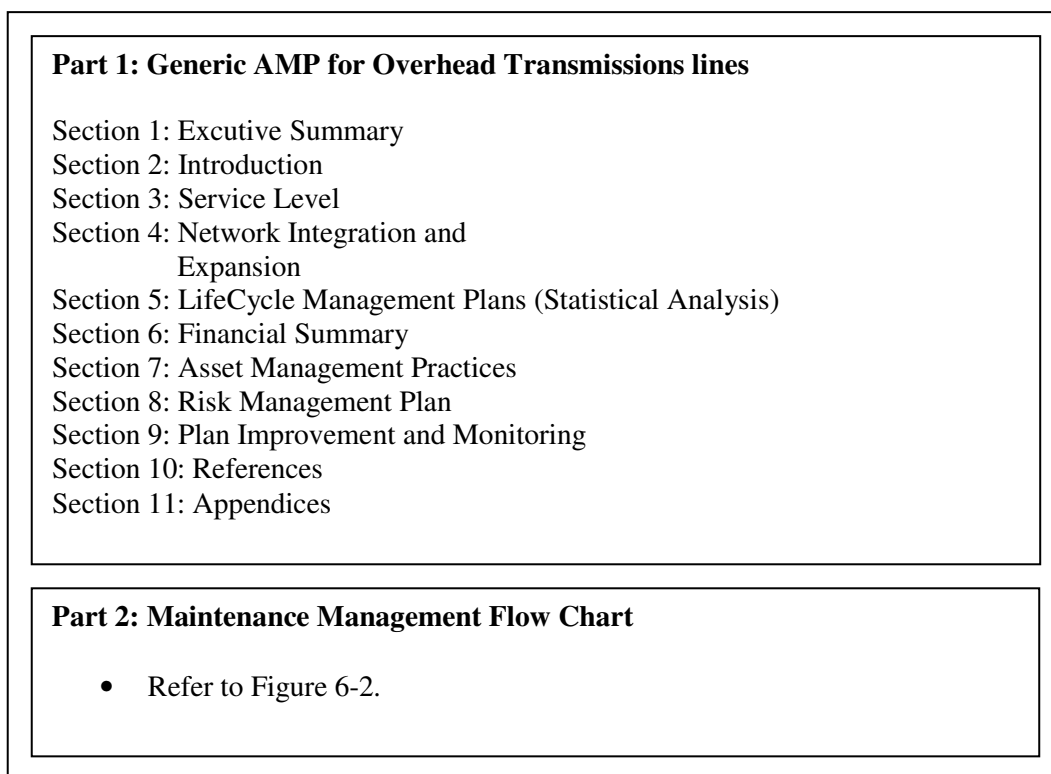 Part 1: Generic AMP for Overhead Transmissions lines
Section 1: Excutive Summary
Section 2: Introduction
Section 3: Service Level
Section 4: Network Integration and
Expansion
Section 5: LifeCycle Management Plans (Statistical Analysis)
Section 6: Financial Summary
Section 7: Asset Management Practices
Section 8: Risk Management Plan
Section 9: Plan Improvement and Monitoring
Section 10: References
Section 11: Appendices
Part 2: Maintenance Management Flow Chart
• Refer to Figure 6-2.